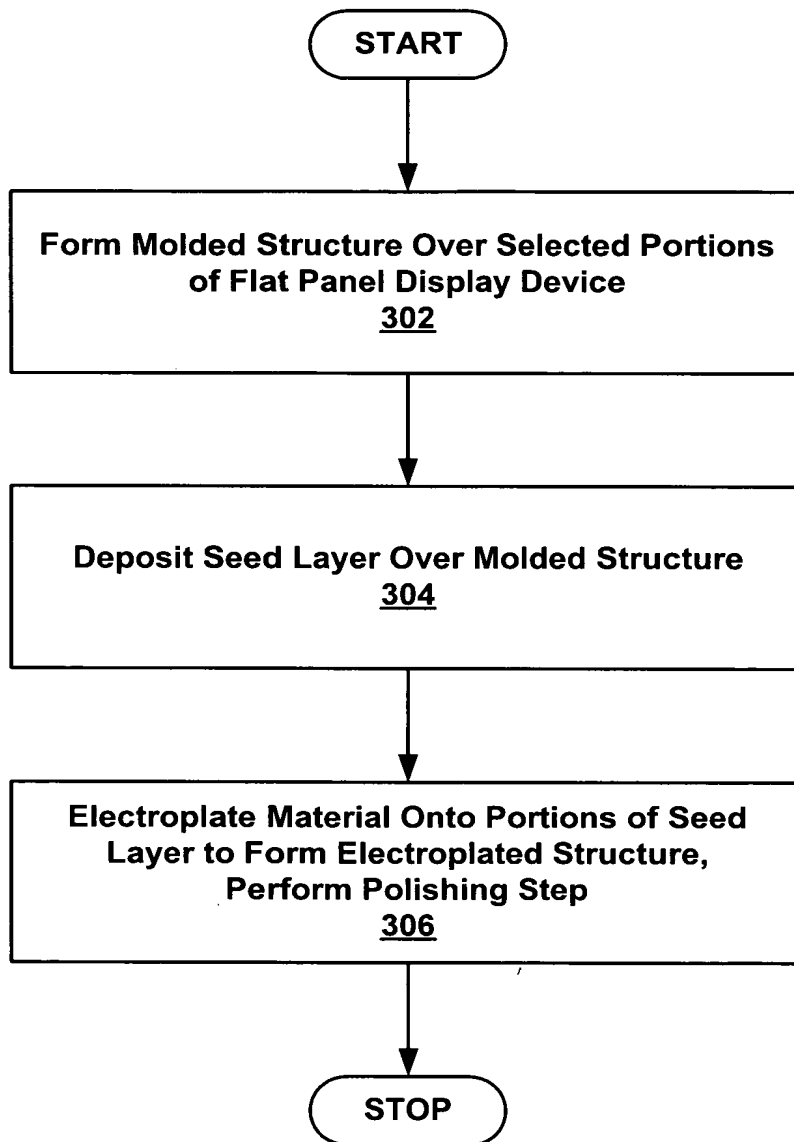 START
Form Molded Structure Over Selected Portions
of Flat Panel Display Device
302
Deposit Seed Layer Over Molded Structure
304
Electroplate Material Onto Portions of Seed
Layer to Form Electroplated Structure,
Perform Polishing Step
306
STOP